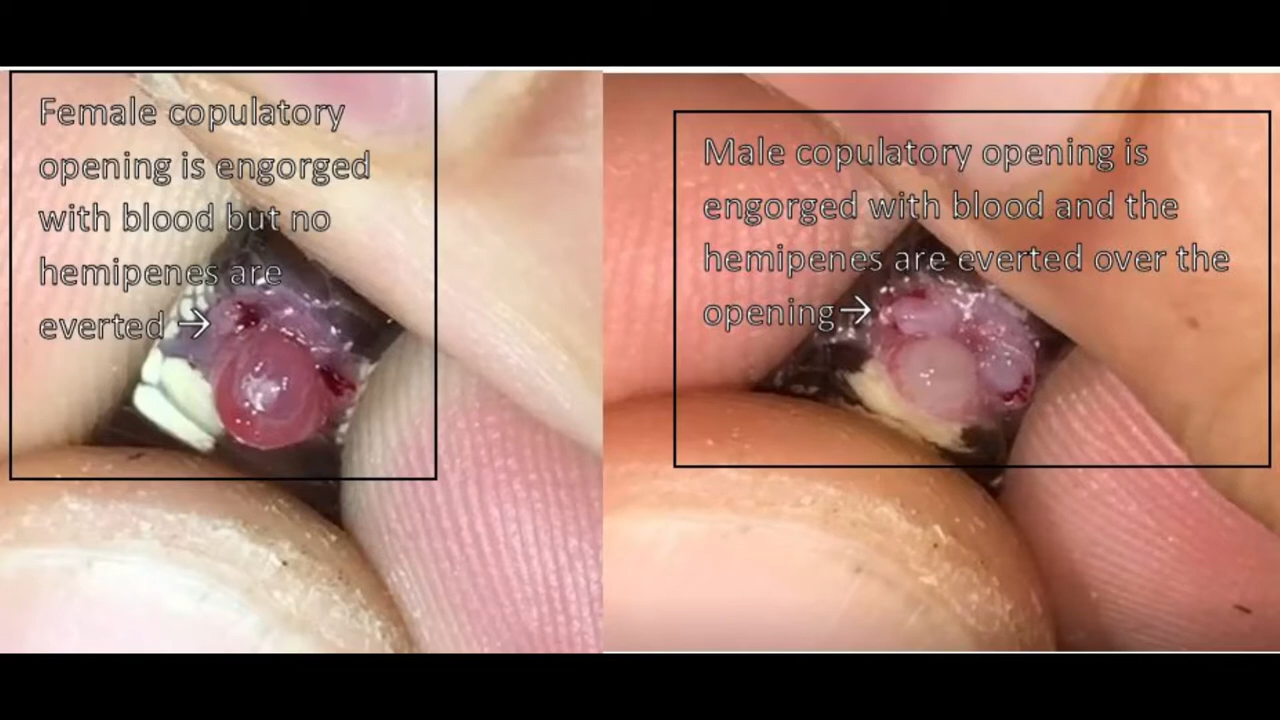 Female copulatory
opening is engorged
with blood but no
hemipenes are
everted →
Male copulatory opening is
engorged with blood and the
hemipenes are everted over the
opening→